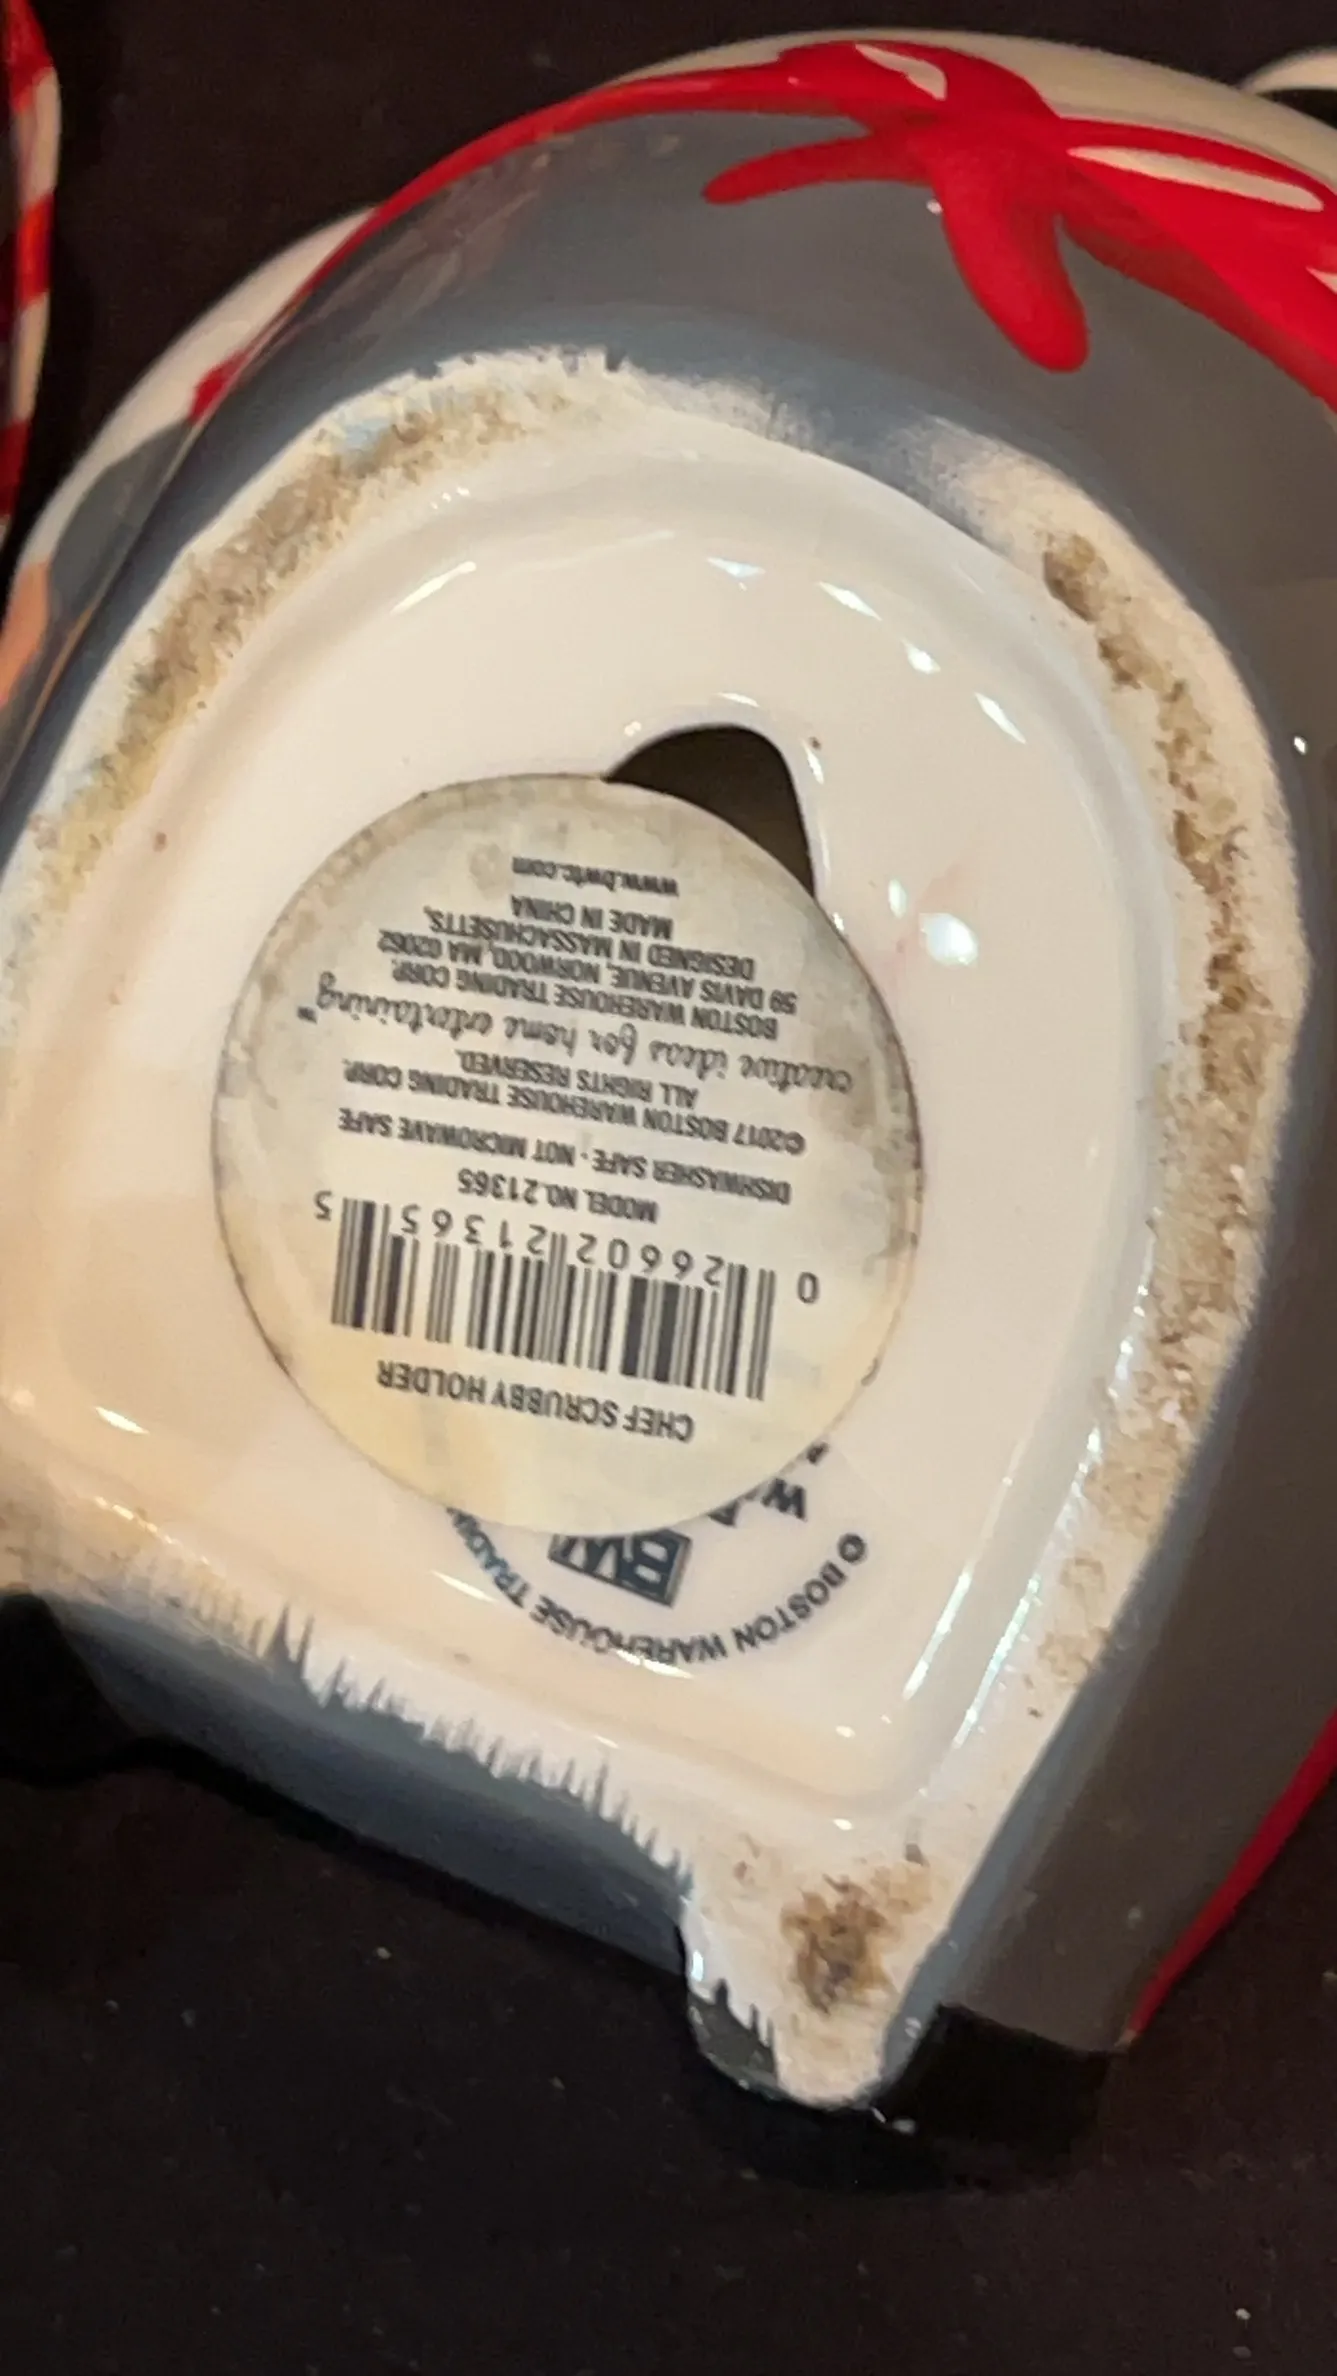 CHEF SCRUBBY HOLDER
0 26602 21365 5
MODEL NO. 21365
DISHWASHER SAFE - NOT MICROWAVE SAFE
©2017 BOSTON WAREHOUSE TRADING CORP.
ALL RIGHTS RESERVED.
creative ideas for home entertaining™
BOSTON WAREHOUSE TRADING CORP.
59 DAVIS AVENUE, NORWOOD, MA 02062
DESIGNED IN MASSACHUSETTS,
MADE IN CHINA
www.bwtc.com
© BOSTON WAREHOUSE
BW